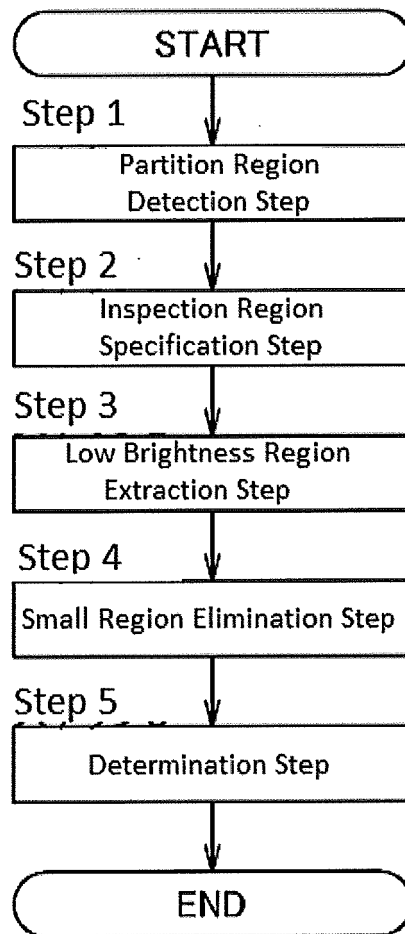 START
Step 1
Partition Region
Detection Step
Step 2
Inspection Region
Specification Step
Step 3
Low Brightness Region
Extraction Step
Step 4
Small Region Elimination Step
Step 5
Determination Step
END